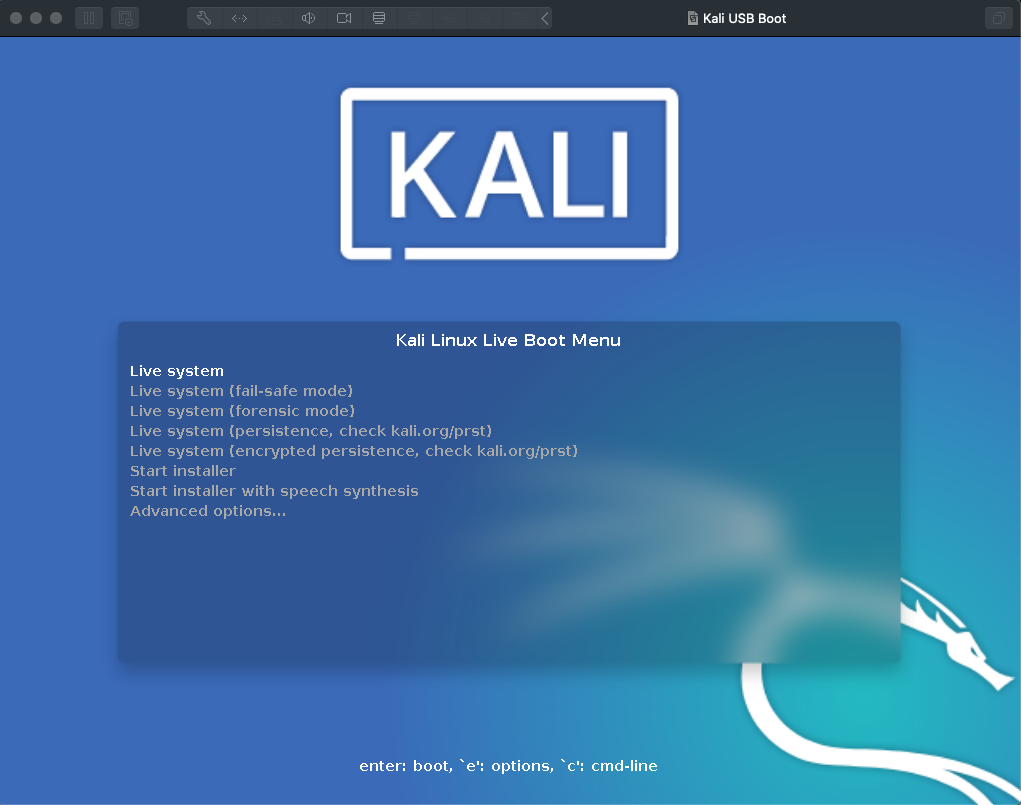 Kali USB Boot
KALI
Kali Linux Live Boot Menu
Live system
Live system (fail-safe mode)
Live system (forensic mode)
Live system (persistence, check kali.org/prst)
Live system (encrypted persistence, check kali.org/prst)
Start installer
Start installer with speech synthesis
Advanced options...
enter: boot, `e': options, `c': cmd-line